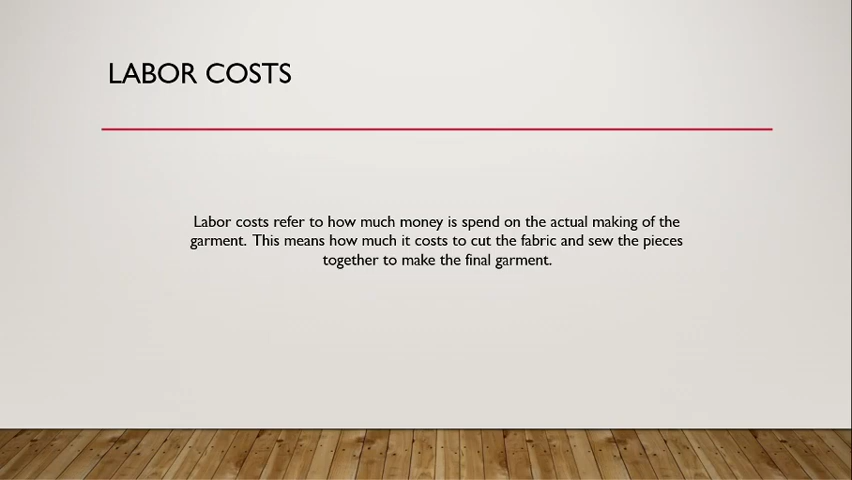 LABOR COSTS
Labor costs refer to how much money is spend on the actual making of the
garment. This means how much it costs to cut the fabric and sew the pieces
together to make the final garment.